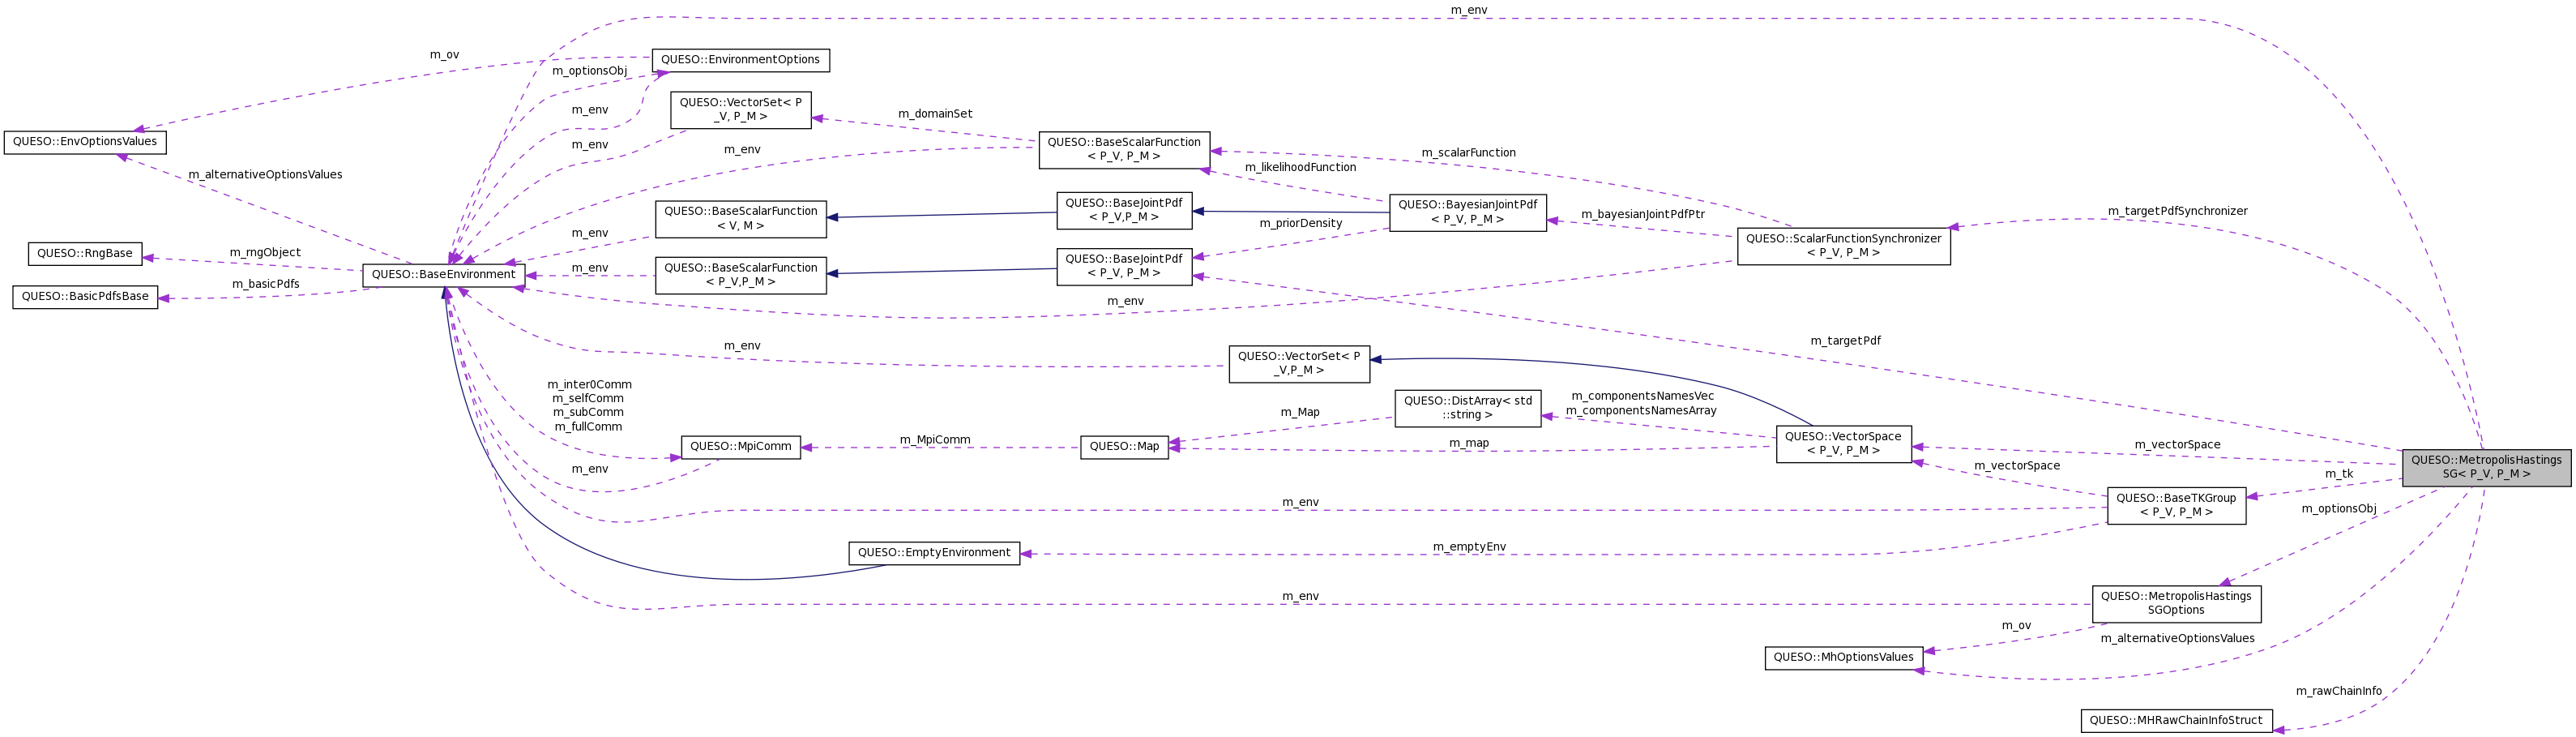 m_env
m_ov
QUESO::EnvironmentOptions
m_optionsObj
QUESO::VectorSet< P
_V, P_M >
m_env
m_domainSet
QUESO::EnvOptionsValues
m_env
m_env
QUESO::BaseScalarFunction
< P_V, P_M >
m_scalarFunction
m_likelihoodFunction
m_alternativeOptionsValues
QUESO::BaseScalarFunction
< V, M >
QUESO::BaseJointPdf
< P_V,P_M >
QUESO::BayesianJointPdf
< P_V, P_M >
m_bayesianJointPdfPtr
m_targetPdfSynchronizer
m_env
m_priorDensity
QUESO::ScalarFunctionSynchronizer
< P_V, P_M >
QUESO::RngBase
m_rngObject
QUESO::BaseEnvironment
m_env
QUESO::BaseScalarFunction
< P_V,P_M >
QUESO::BaseJointPdf
< P_V, P_M >
QUESO::BasicPdfsBase
m_basicPdfs
m_env
m_targetPdf
m_env
QUESO::VectorSet< P
_V,P_M >
m_inter0Comm
m_selfComm
m_subComm
m_fullComm
m_Map
QUESO::DistArray< std
::string >
m_componentsNamesVec
m_componentsNamesArray
QUESO::MpiComm
m_MpiComm
QUESO::Map
m_map
QUESO::VectorSpace
< P_V, P_M >
m_vectorSpace
m_vectorSpace
QUESO::MetropolisHastings
SG< P_V, P_M >
m_env
m_tk
m_env
QUESO::BaseTKGroup
< P_V, P_M >
m_optionsObj
QUESO::EmptyEnvironment
m_emptyEnv
m_env
QUESO::MetropolisHastings
SGOptions
m_ov
m_alternativeOptionsValues
QUESO::MhOptionsValues
m_rawChainInfo
QUESO::MHRawChainInfoStruct